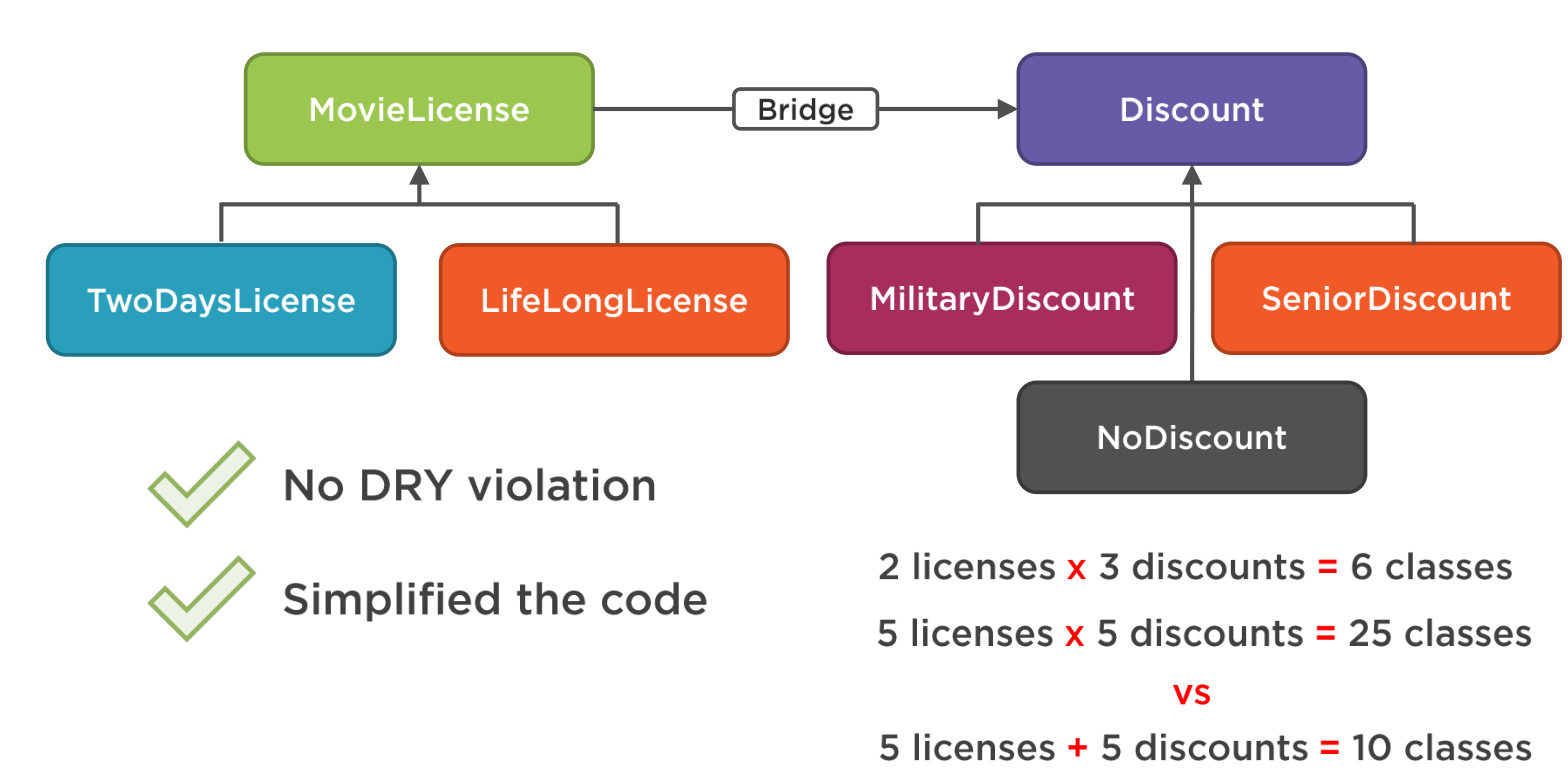 MovieLicense
Bridge
Discount
TwoDaysLicense
LifeLongLicense
MilitaryDiscount
SeniorDiscount
NoDiscount
No DRY violation
Simplified the code
2 licenses x 3 discounts = 6 classes
5 licenses x 5 discounts = 25 classes
vs
5 licenses + 5 discounts = 10 classes